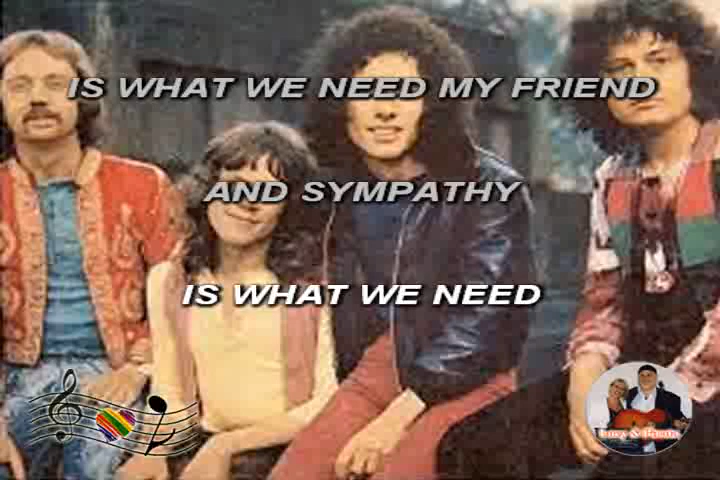 IS WHAT WE NEED MY FRIEND
AND SYMPATHY
IS WHAT WE NEED